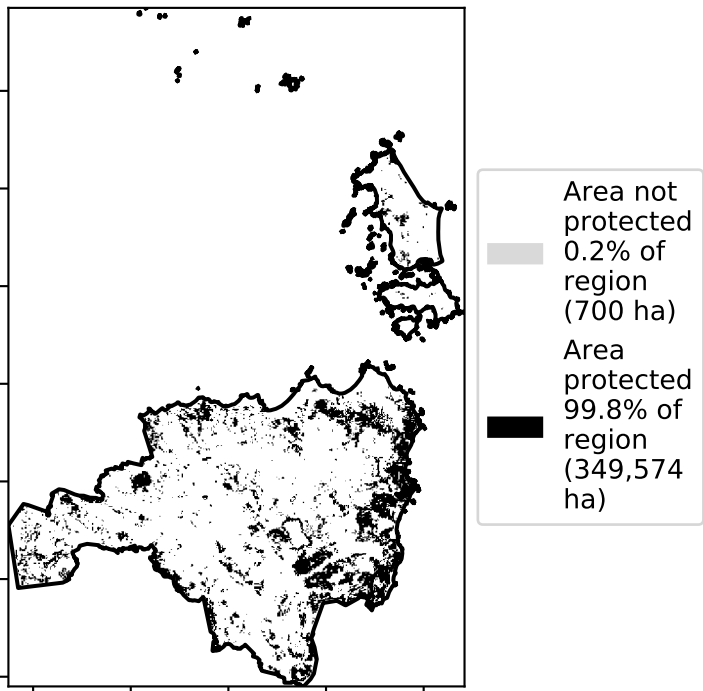 Area not
protected
0.2% of
region
(700 ha)
Area
protected
99.8% of
region
(349,574
ha)